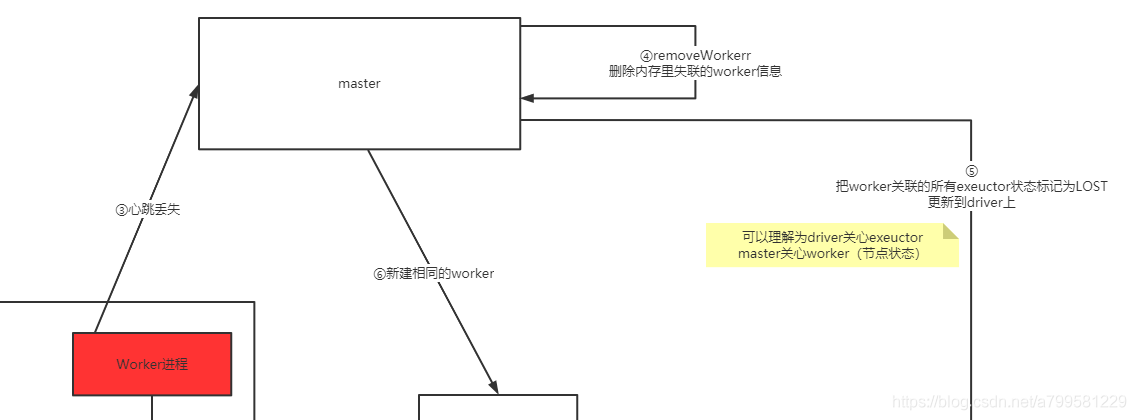 ④removeWorkerr
删除内存里失联的worker信息
master
⑤
把worker关联的所有exeuctor状态标记为LOST
更新到driver上
③心跳丢失
可以理解为driver关心exeuctor
master关心worker（节点状态）
⑥新建相同的worker
Worker进程
https://blog.csdn.net/a799581229